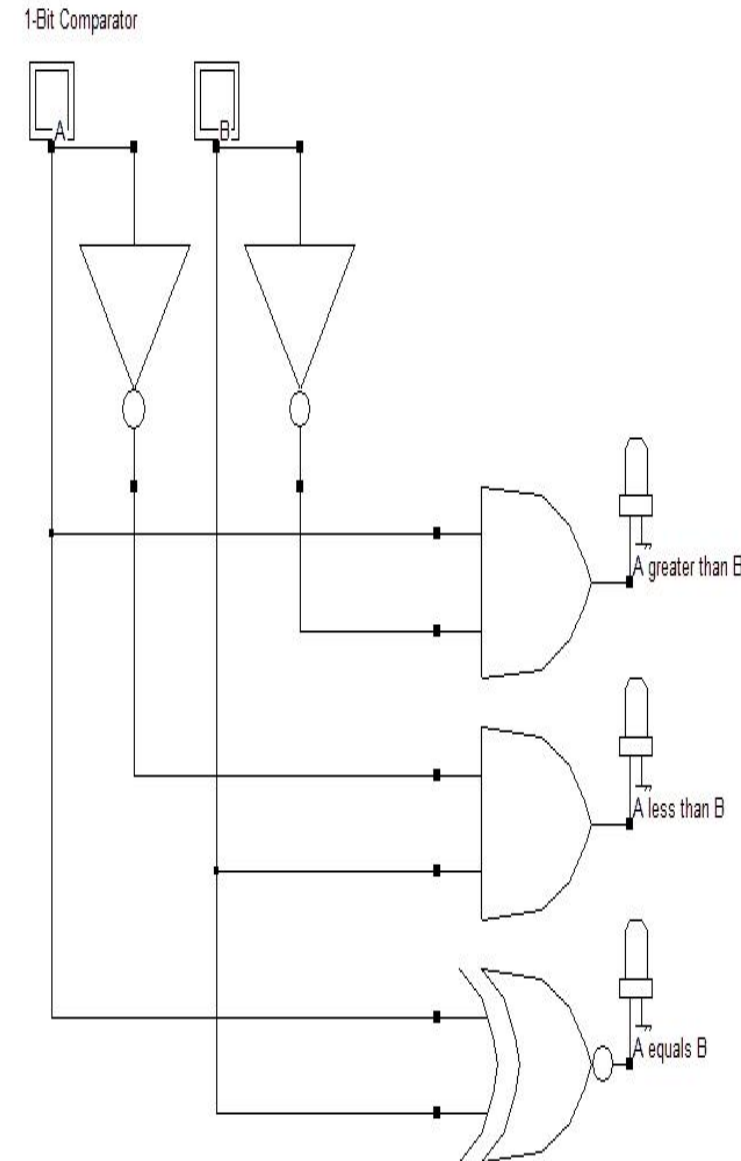 1-Bit Comparator
A
B
A greater than B
A less than B
A equals B